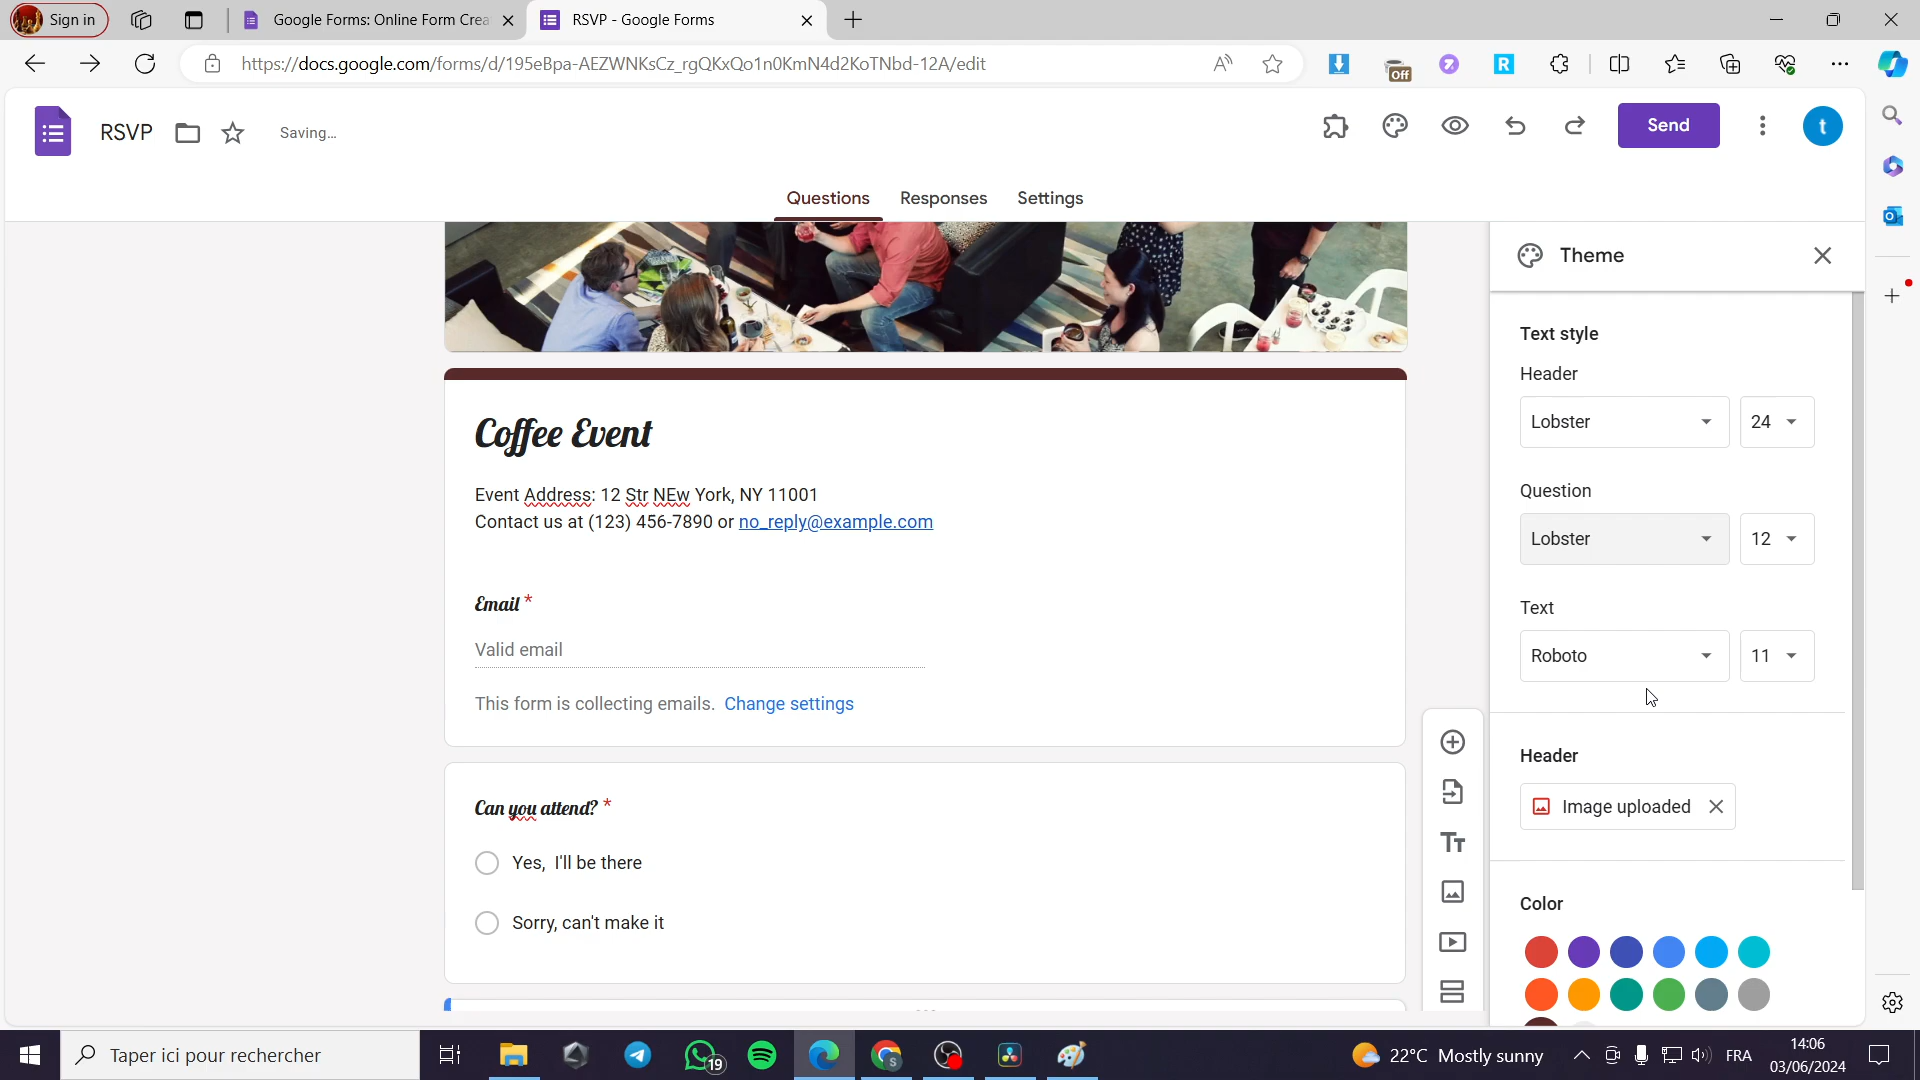 Sign in
Google Forms: Online Form Crea
RSVP - Google Forms
https://docs.google.com/forms/d/195eBpa-AEZWNKsCz_rgQKxQo1n0KmN4d2KoTNbd-12A/edit
Off
RSVP
Saving...
Send
t
Questions
Responses
Settings
Theme
Text style
Header
Lobster
24
Question
Lobster
12
Text
Roboto
11
Header
Image uploaded
Color
Coffee Event
Event Address: 12 Str NEw York, NY 11001
Contact us at (123) 456-7890 or no_reply@example.com
Email *
Valid email
This form is collecting emails. Change settings
Can you attend? *
Yes, I'll be there
Sorry, can't make it
Taper ici pour rechercher
19
22°C Mostly sunny
FRA
14:06
03/06/2024